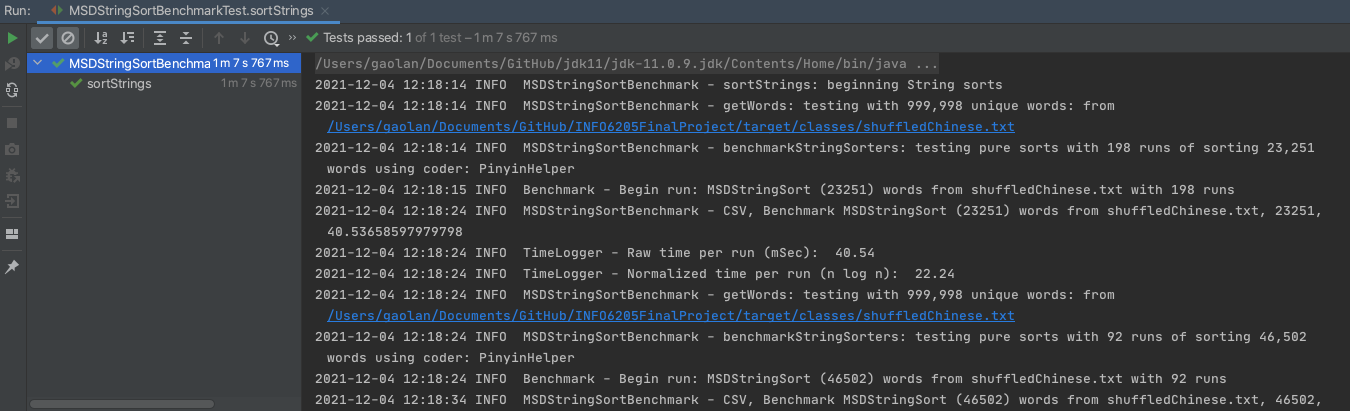 Run: MSDStringSortBenchmarkTest.sortStrings ×
Tests passed: 1 of 1 test – 1 m 7 s 767 ms
MSDStringSortBenchma 1 m 7 s 767 ms
sortStrings 1 m 7 s 767 ms
/Users/gaolan/Documents/GitHub/jdk11/jdk-11.0.9.jdk/Contents/Home/bin/java ...
2021-12-04 12:18:14 INFO  MSDStringSortBenchmark - sortStrings: beginning String sorts
2021-12-04 12:18:14 INFO  MSDStringSortBenchmark - getWords: testing with 999,998 unique words: from
/Users/gaolan/Documents/GitHub/INFO6205FinalProject/target/classes/shuffledChinese.txt
2021-12-04 12:18:14 INFO  MSDStringSortBenchmark - benchmarkStringSorters: testing pure sorts with 198 runs of sorting 23,251
words using coder: PinyinHelper
2021-12-04 12:18:15 INFO  Benchmark - Begin run: MSDStringSort (23251) words from shuffledChinese.txt with 198 runs
2021-12-04 12:18:24 INFO  MSDStringSortBenchmark - CSV, Benchmark MSDStringSort (23251) words from shuffledChinese.txt, 23251,
40.53658597979798
2021-12-04 12:18:24 INFO  TimeLogger - Raw time per run (mSec):  40.54
2021-12-04 12:18:24 INFO  TimeLogger - Normalized time per run (n log n):  22.24
2021-12-04 12:18:24 INFO  MSDStringSortBenchmark - getWords: testing with 999,998 unique words: from
/Users/gaolan/Documents/GitHub/INFO6205FinalProject/target/classes/shuffledChinese.txt
2021-12-04 12:18:24 INFO  MSDStringSortBenchmark - benchmarkStringSorters: testing pure sorts with 92 runs of sorting 46,502
words using coder: PinyinHelper
2021-12-04 12:18:24 INFO  Benchmark - Begin run: MSDStringSort (46502) words from shuffledChinese.txt with 92 runs
2021-12-04 12:18:34 INFO  MSDStringSortBenchmark - CSV, Benchmark MSDStringSort (46502) words from shuffledChinese.txt, 46502,